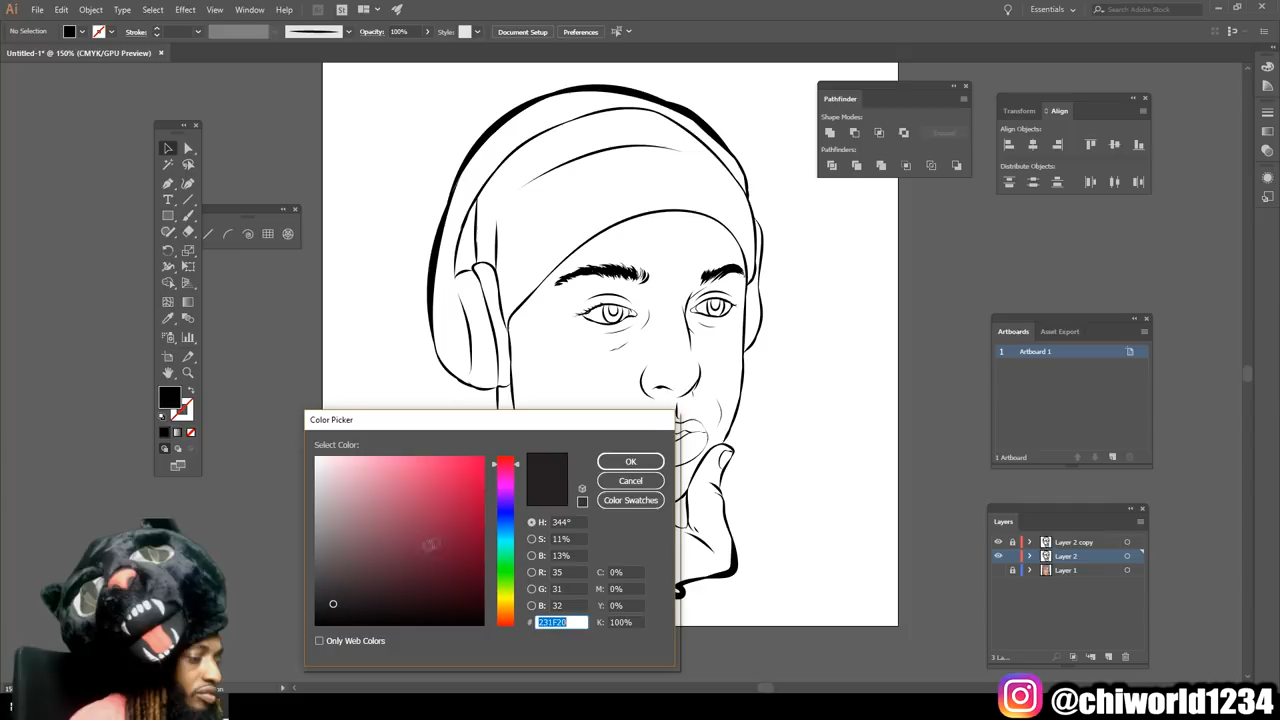 Ai File Edit Object Type Select Effect View Window Help Br St Essentials Search Adobe Stock
No Selection Stroke: Opacity: 100% Style: Document Setup Preferences
Untitled-1* @ 150% (CMYK/GPU Preview)
Pathfinder
Shape Modes:
Expand
Pathfinders:
Transform Align
Align Objects:
Distribute Objects:
Artboards Asset Export
1 Artboard 1
1 Artboard
Color Picker
Select Color:
OK
Cancel
Color Swatches
H: 344°
S: 11%
B: 13%
R: 35 C: 0%
G: 31 M: 0%
B: 32 Y: 0%
# 231F20 K: 100%
Only Web Colors
Layers
Layer 2 copy
Layer 2
Layer 1
3 La...
@chiworld1234